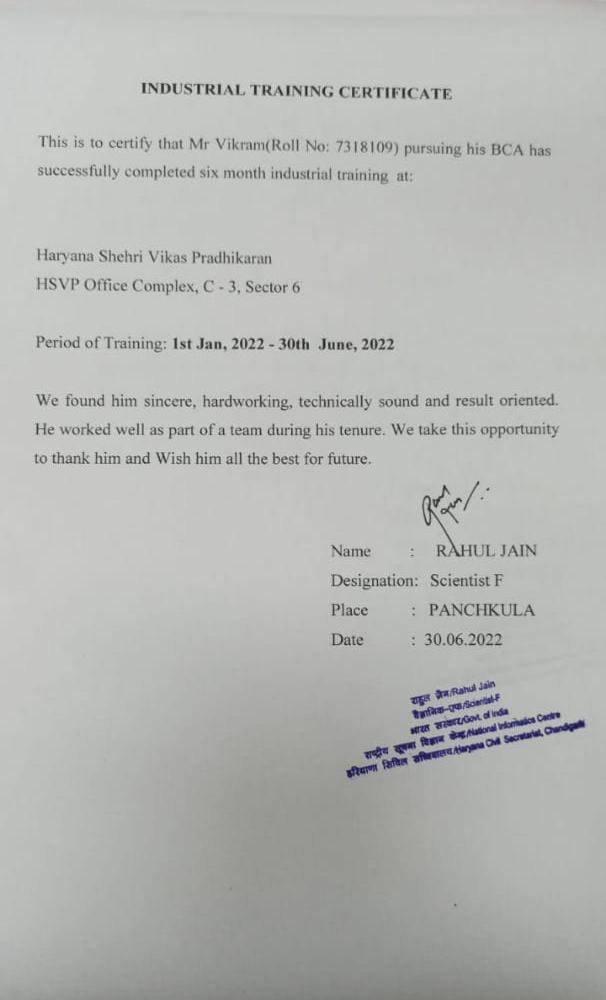 INDUSTRIAL TRAINING CERTIFICATE
This is to certify that Mr Vikram(Roll No: 7318109) pursuing his BCA has
successfully completed six month industrial training at:
Haryana Shehri Vikas Pradhikaran
HSVP Office Complex, C - 3, Sector 6
Period of Training: 1st Jan, 2022 - 30th June, 2022
We found him sincere, hardworking, technically sound and result oriented.
He worked well as part of a team during his tenure. We take this opportunity
to thank him and Wish him all the best for future.
Name : RAHUL JAIN
Designation: Scientist F
Place : PANCHKULA
Date : 30.06.2022
राहुल जैन/Rahul Jain
वैज्ञानिक-एफ/Scientist-F
भारत सरकार/Govt. of India
राष्ट्रीय सूचना विज्ञान केन्द्र/National Informatics Centre
हरियाणा सिविल सचिवालय/Haryana Civil Secretariat, Chandigarh